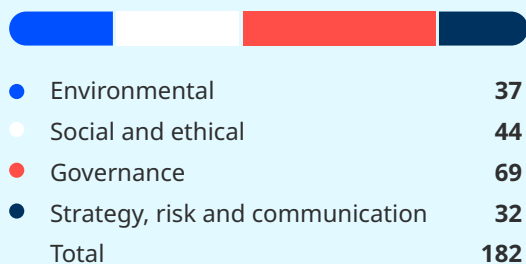 Environmental 37
Social and ethical 44
Governance 69
Strategy, risk and communication 32
Total 182